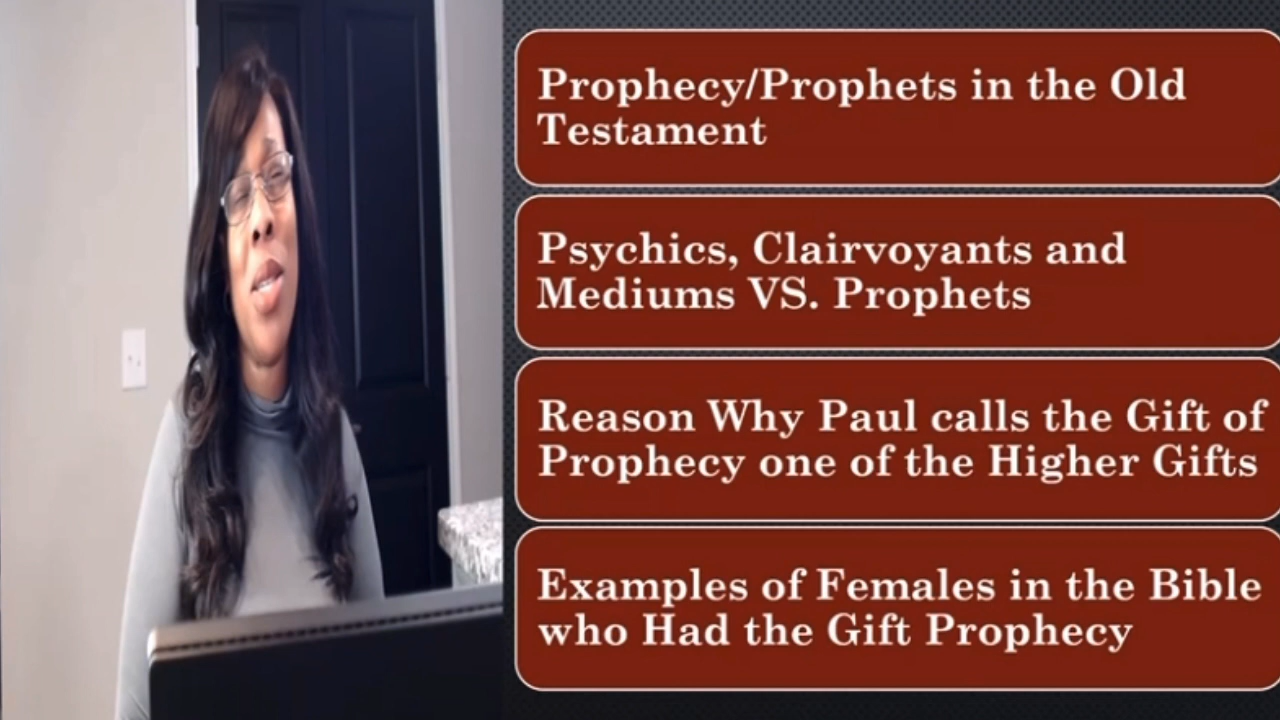 Prophecy/Prophets in the Old
Testament
Psychics, Clairvoyants and
Mediums VS. Prophets
Reason Why Paul calls the Gift of
Prophecy one of the Higher Gifts
Examples of Females in the Bible
who Had the Gift Prophecy